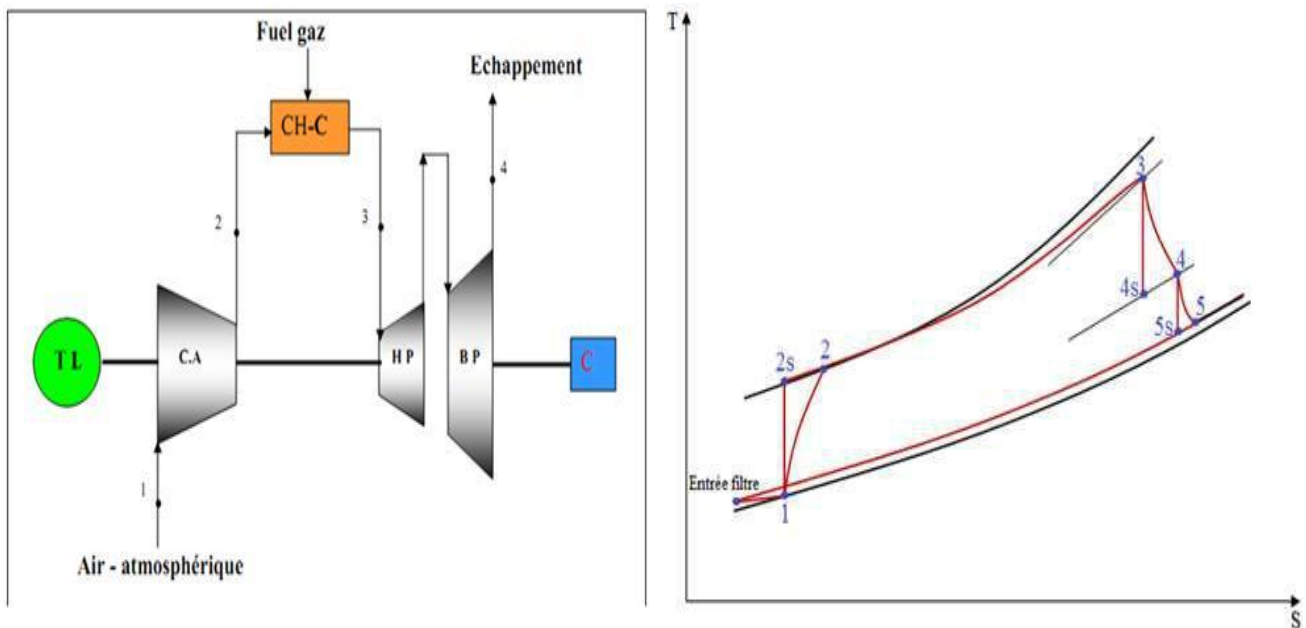 Fuel gaz
Echappement
CH-C
4
2
3
T L
C.A
H P
B P
C
1
Air - atmosphérique
T
3
4
4s
5
5s
2s
2
Entrée filtre
1
S